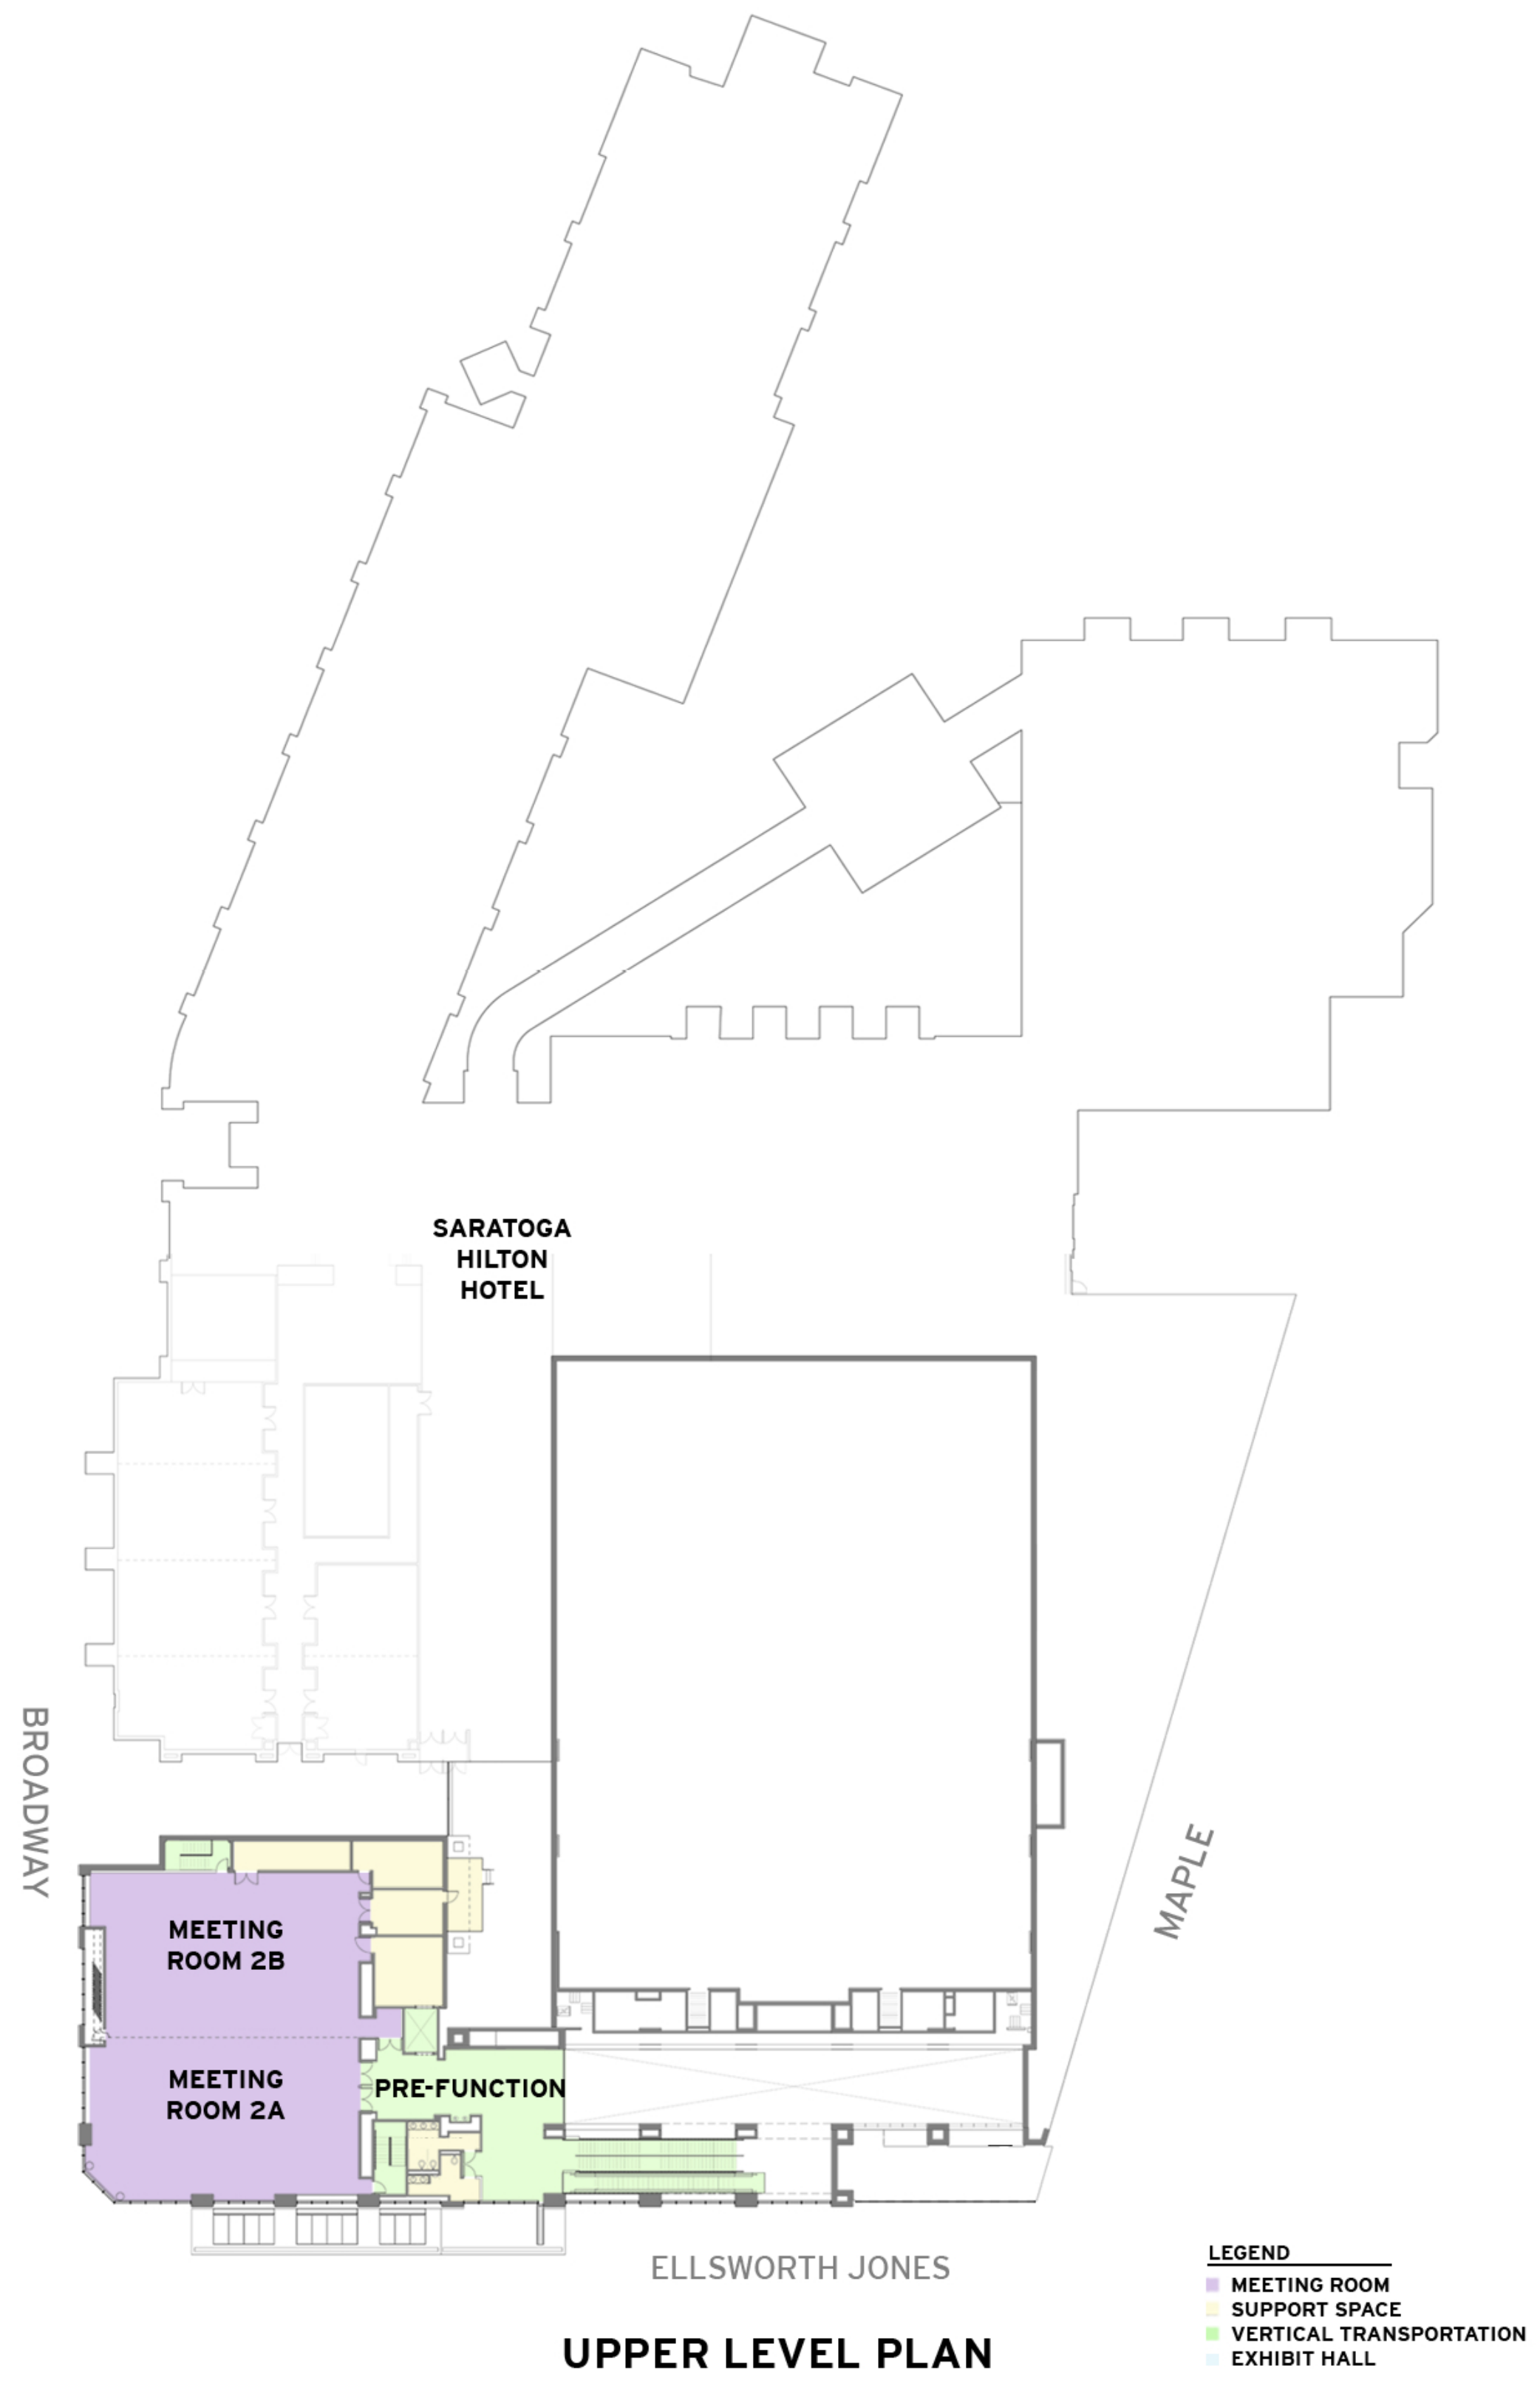 SARATOGA
HILTON
HOTEL
BROADWAY
MAPLE
MEETING
ROOM 2B
MEETING
ROOM 2A
PRE-FUNCTION
ELLSWORTH JONES
UPPER LEVEL PLAN
LEGEND
MEETING ROOM
SUPPORT SPACE
VERTICAL TRANSPORTATION
EXHIBIT HALL